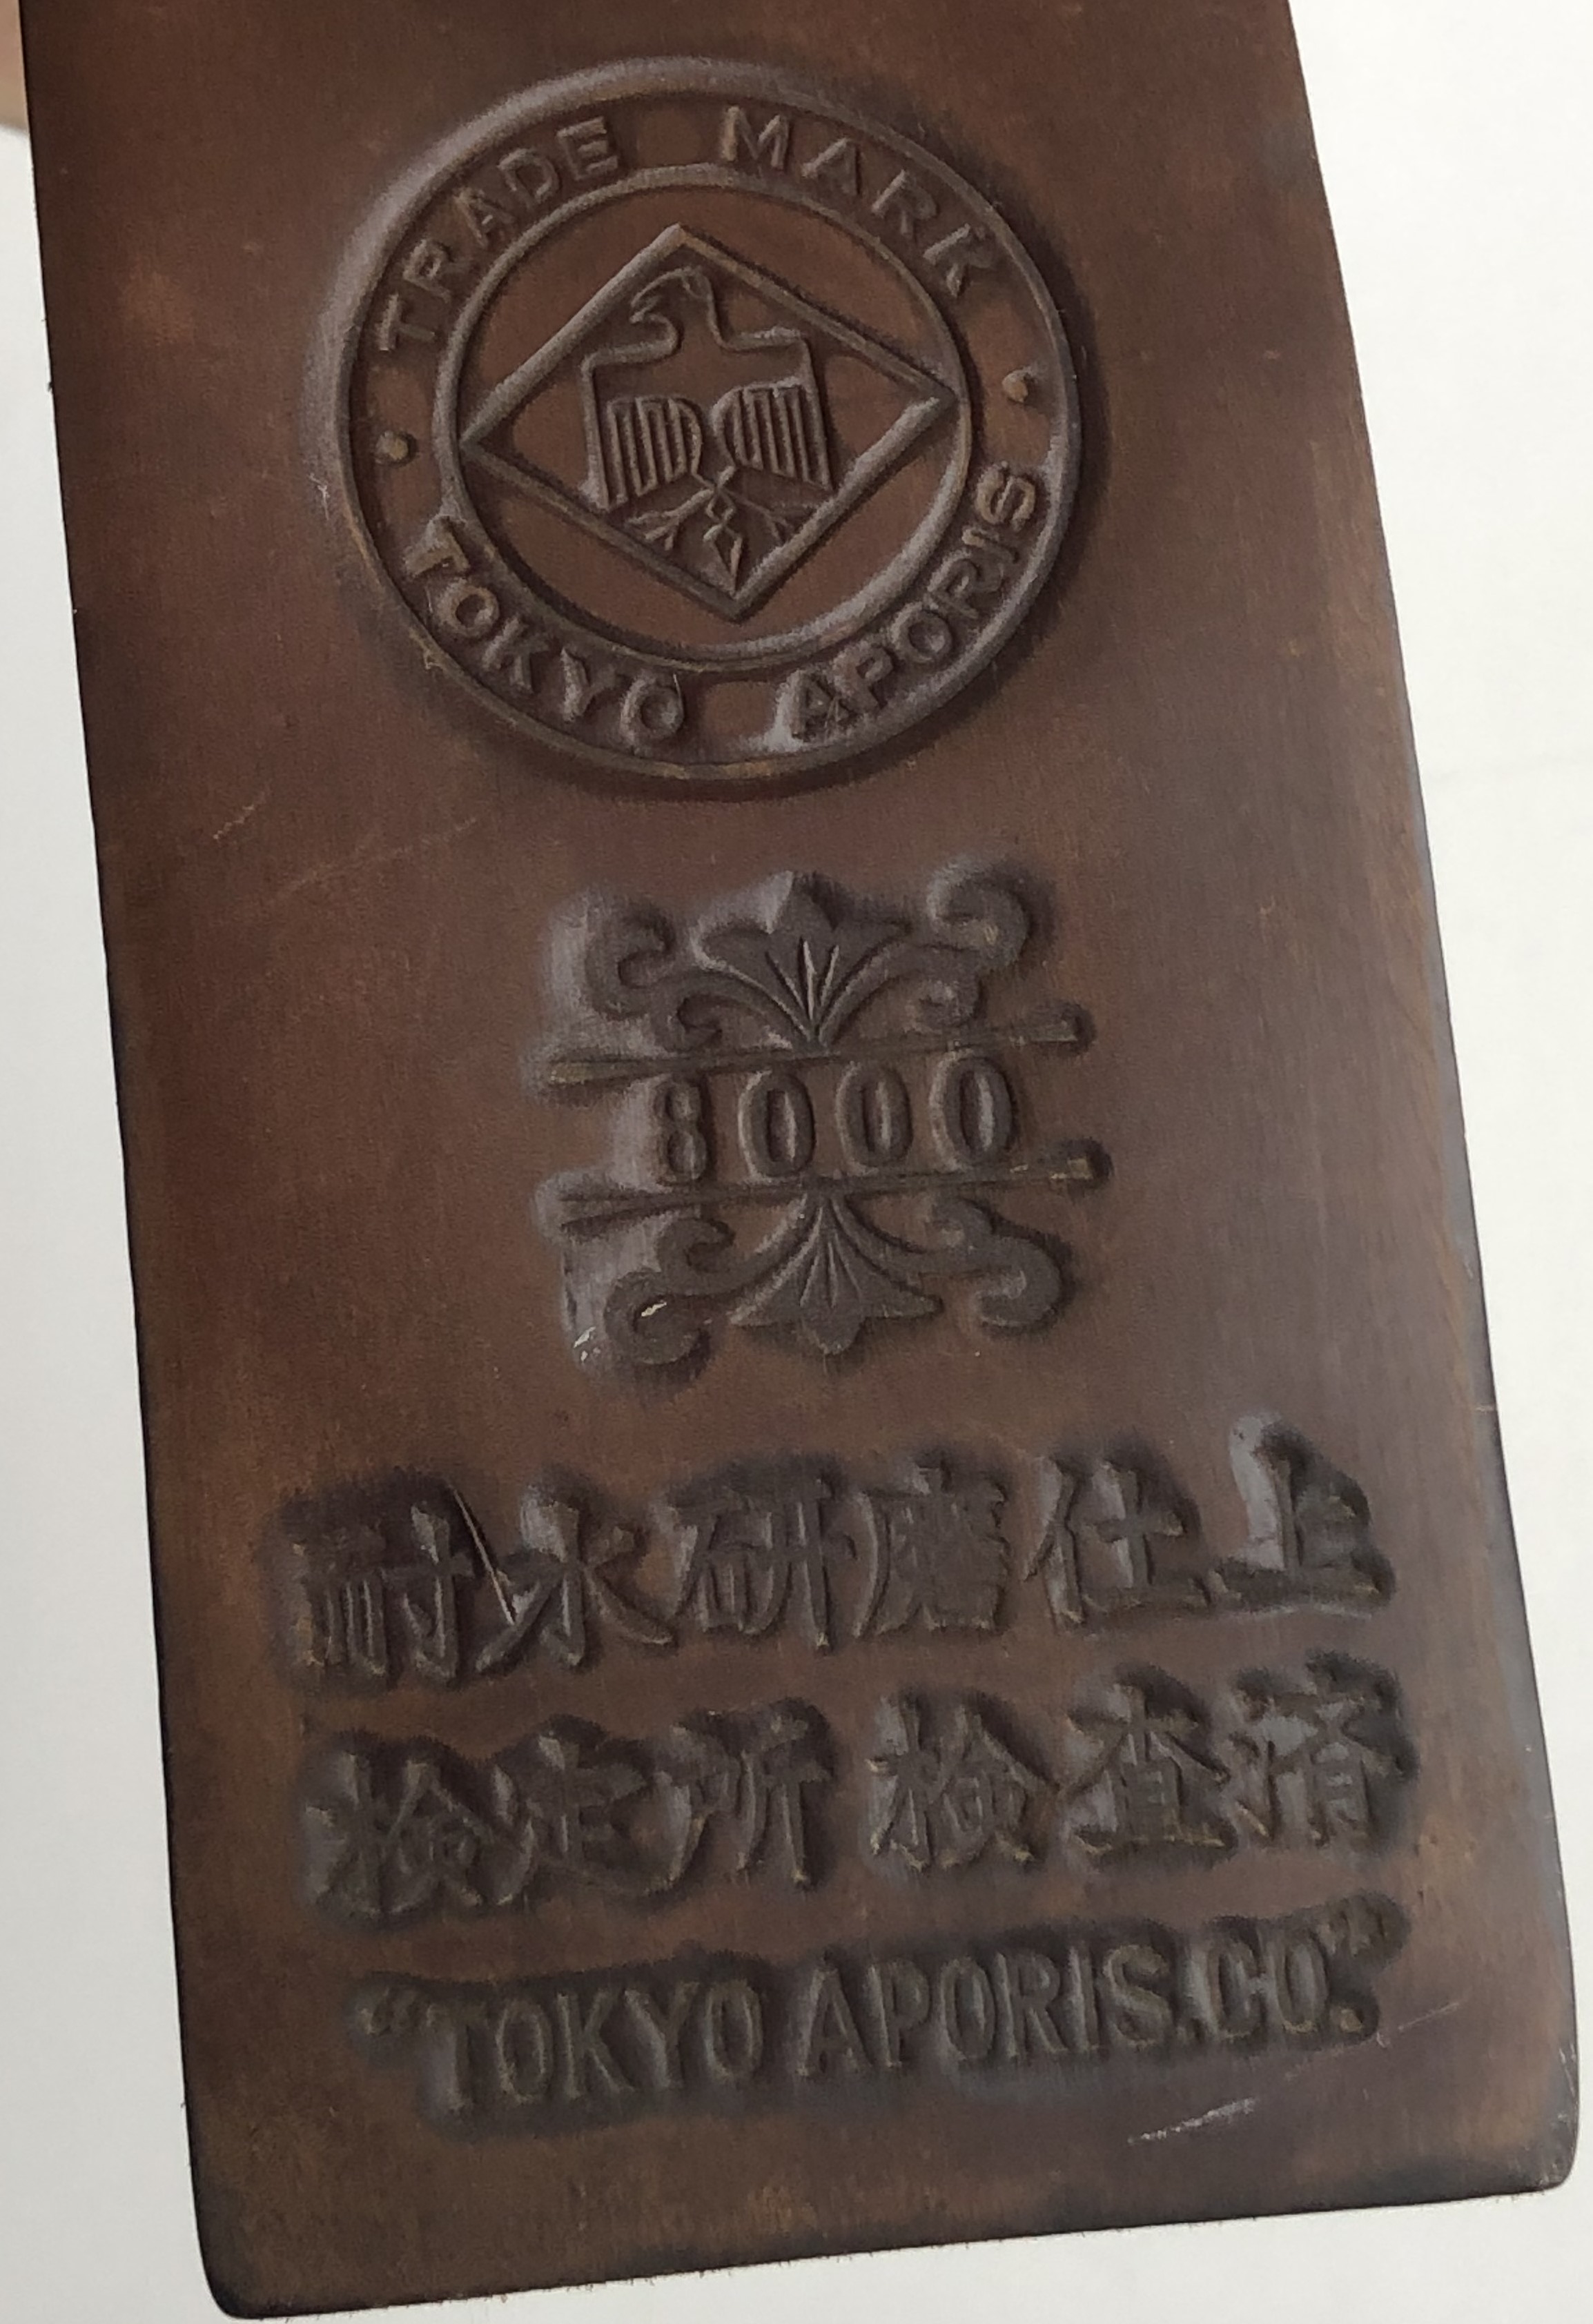 TRADE MARK
TOKYO APORIS
8000
耐水研磨仕上
検定所 検査済
"TOKYO APORIS.CO."